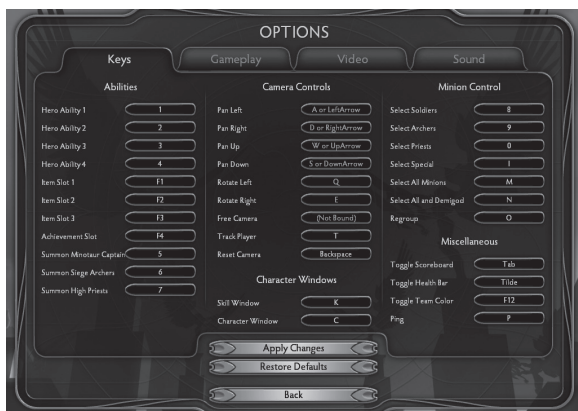 OPTIONS
Keys
Gameplay
Video
Sound
Abilities
Hero Ability 1 1
Hero Ability 2 2
Hero Ability 3 3
Hero Ability 4 4
Item Slot 1 F1
Item Slot 2 F2
Item Slot 3 F3
Achievement Slot F4
Summon Minotaur Captain 5
Summon Siege Archers 6
Summon High Priests 7
Camera Controls
Pan Left A or LeftArrow
Pan Right D or RightArrow
Pan Up W or UpArrow
Pan Down S or DownArrow
Rotate Left Q
Rotate Right E
Free Camera (Not Bound)
Track Player T
Reset Camera Backspace
Character Windows
Skill Window K
Character Window C
Minion Control
Select Soldiers 8
Select Archers 9
Select Priests 0
Select Special I
Select All Minions M
Select All and Demigod N
Regroup O
Miscellaneous
Toggle Scoreboard Tab
Toggle Health Bar Tilde
Toggle Team Color F12
Ping P
Apply Changes
Restore Defaults
Back